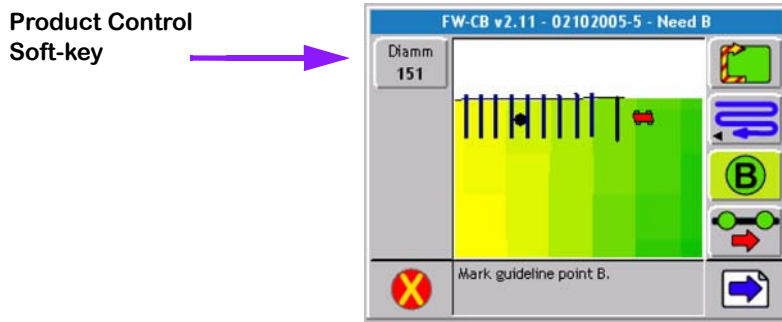 Product Control
Soft-key
FW-CB v2.11 - 02102005-5 - Need B
Diamm
151
B
X
Mark guideline point B.